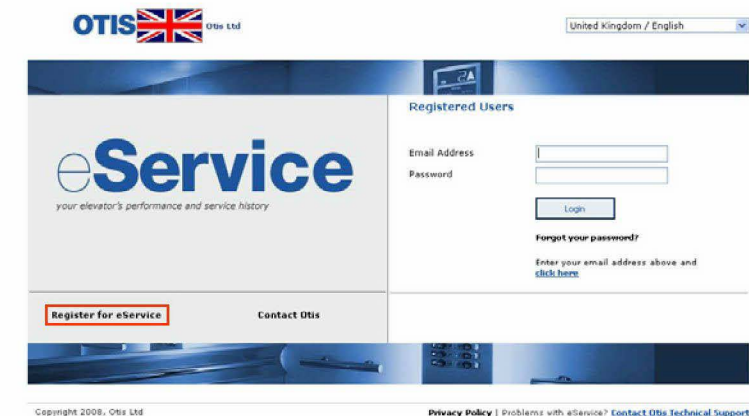 OTIS Otis Ltd
United Kingdom / English
2A
Registered Users
eService
your elevator's performance and service history
Email Address
Password
Login
Forgot your password?
Enter your email address above and
click here
Register for eService
Contact Otis
Copyright 2008, Otis Ltd
Privacy Policy | Problems with eService? Contact Otis Technical Support